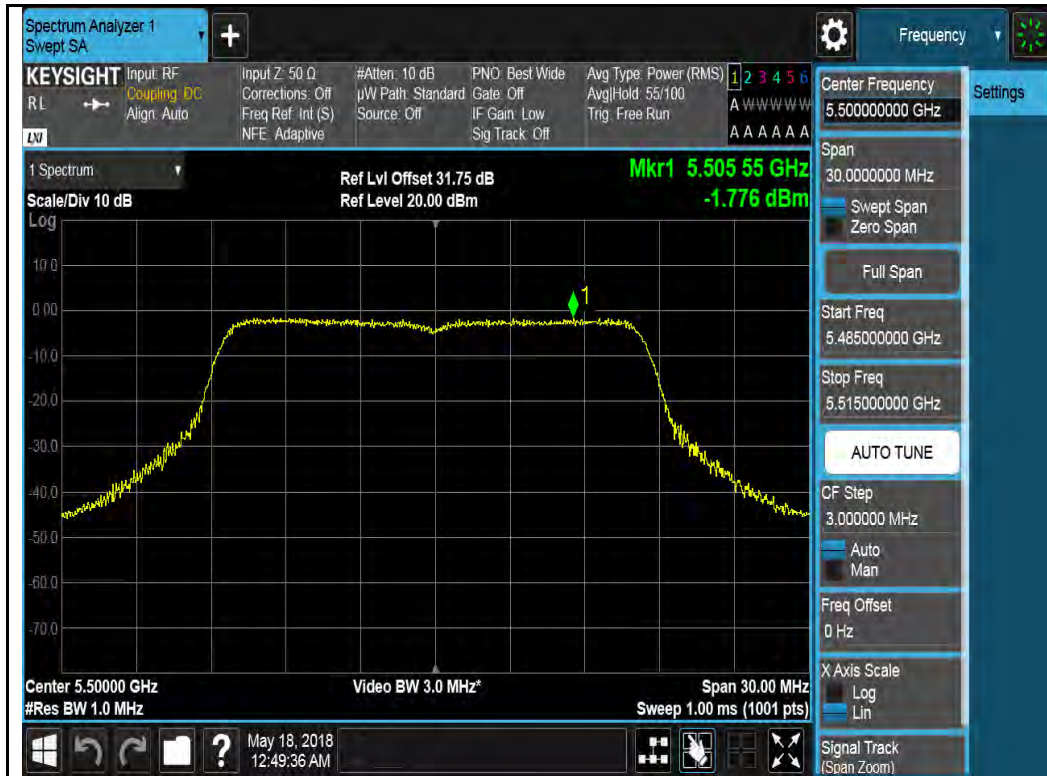 Spectrum Analyzer 1
Swept SA
+
Frequency
KEYSIGHT
RL
LXI
Input: RF
Coupling: DC
Align: Auto
Input Z: 50 Ω
Corrections: Off
Freq Ref: Int (S)
NFE: Adaptive
#Atten: 10 dB
µW Path: Standard
Source: Off
PNO: Best Wide
Gate: Off
IF Gain: Low
Sig Track: Off
Avg Type: Power (RMS)
Avg|Hold: 55/100
Trig: Free Run
1 2 3 4 5 6
A W W W W W
A A A A A A
1 Spectrum
Scale/Div 10 dB
Ref Lvl Offset 31.75 dB
Ref Level 20.00 dBm
Mkr1 5.505 55 GHz
-1.776 dBm
Log
10.0
0.00
-10.0
-20.0
-30.0
-40.0
-50.0
-60.0
-70.0
1
Center 5.50000 GHz
#Res BW 1.0 MHz
Video BW 3.0 MHz*
Span 30.00 MHz
Sweep 1.00 ms (1001 pts)
?
May 18, 2018
12:49:36 AM
Center Frequency
5.500000000 GHz
Span
30.0000000 MHz
Swept Span
Zero Span
Full Span
Start Freq
5.485000000 GHz
Stop Freq
5.515000000 GHz
AUTO TUNE
CF Step
3.000000 MHz
Auto
Man
Freq Offset
0 Hz
X Axis Scale
Log
Lin
Signal Track
(Span Zoom)
Settings